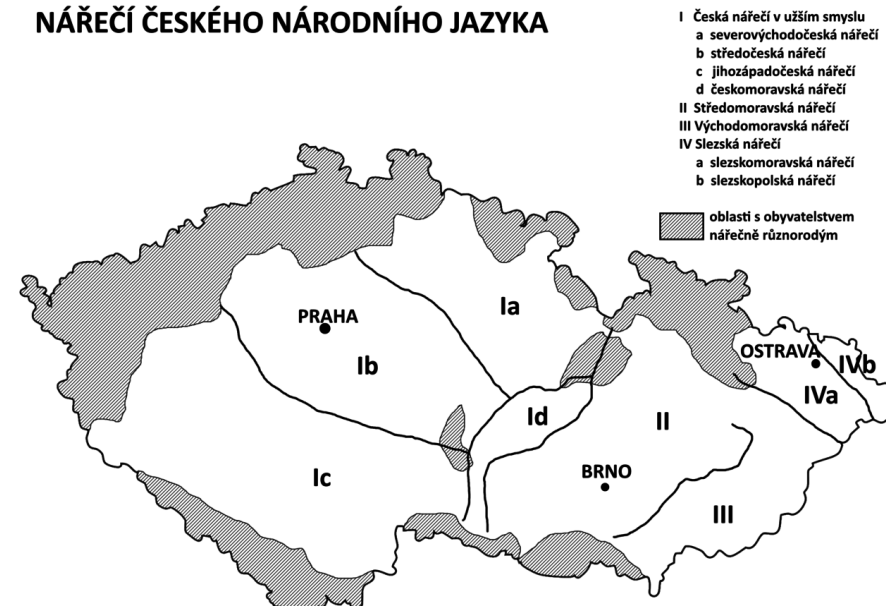 NÁŘEČÍ ČESKÉHO NÁRODNÍHO JAZYKA
I Česká nářečí v užším smyslu
a severovýchodočeská nářečí
b středočeská nářečí
c jihozápadočeská nářečí
d českomoravská nářečí
II Středomoravská nářečí
III Východomoravská nářečí
IV Slezská nářečí
a slezskomoravská nářečí
b slezskopolská nářečí
oblasti s obyvatelstvem
nářečně různorodým
Ia
PRAHA
Ib
OSTRAVA
IVb
IVa
Id
II
BRNO
Ic
III